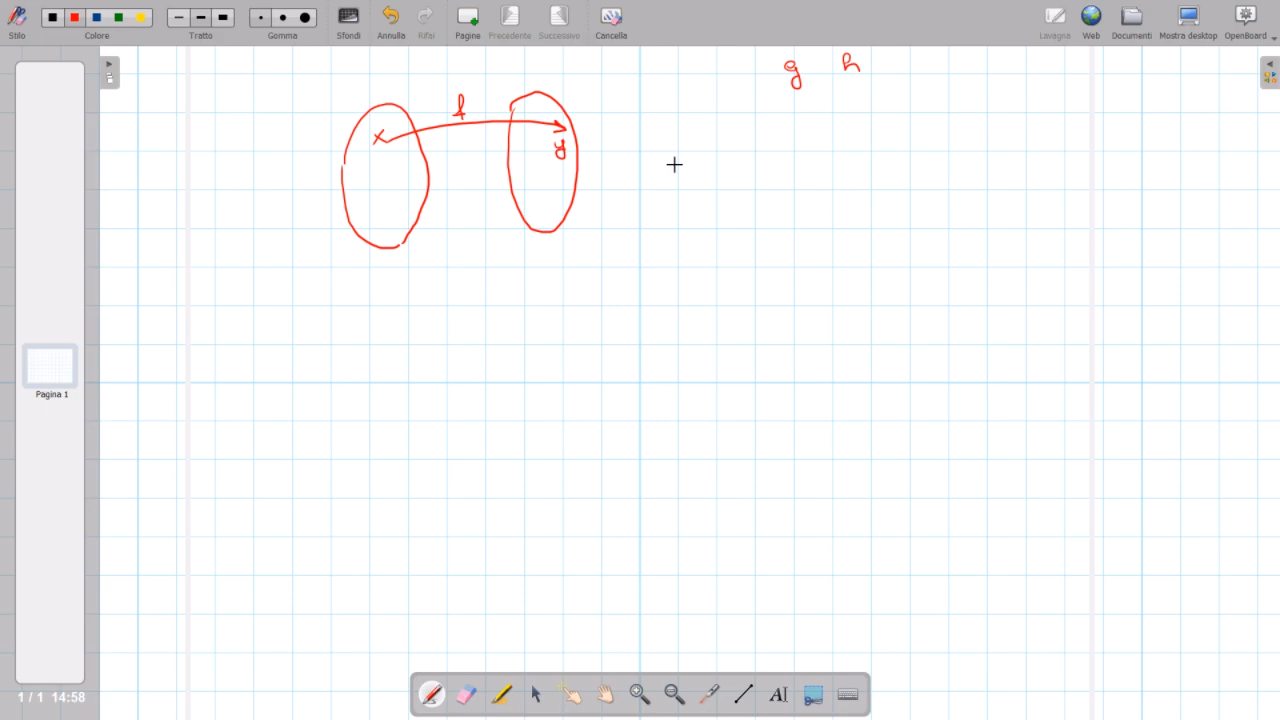 Stilo Colore Tratto Gomma Sfondi Annulla Rifai Pagine Precedente Successivo Cancella Lavagna Web Documenti Mostra desktop OpenBoard
g h
f
x
y
Pagina 1
1 / 1 14:58
AI